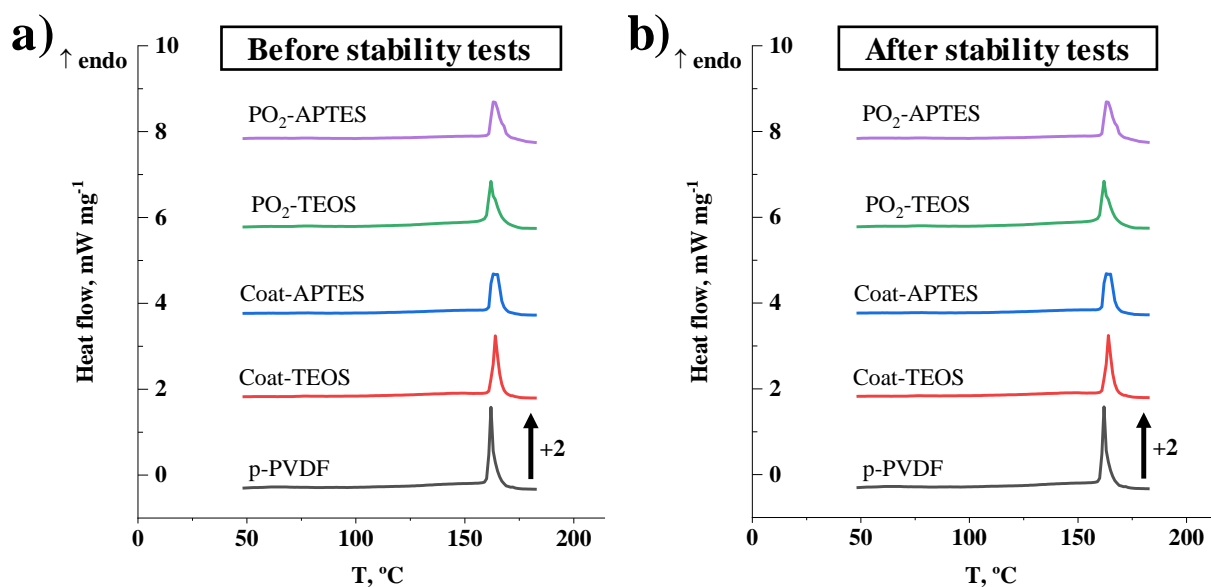 a)
Before stability tests
↑ endo
Heat flow, mW mg⁻¹
10
8
6
4
2
0
PO₂-APTES
PO₂-TEOS
Coat-APTES
Coat-TEOS
p-PVDF
+2
0
50
100
150
200
T, ºC
b)
After stability tests
↑ endo
Heat flow, mW mg⁻¹
10
8
6
4
2
0
PO₂-APTES
PO₂-TEOS
Coat-APTES
Coat-TEOS
p-PVDF
+2
0
50
100
150
200
T, ºC